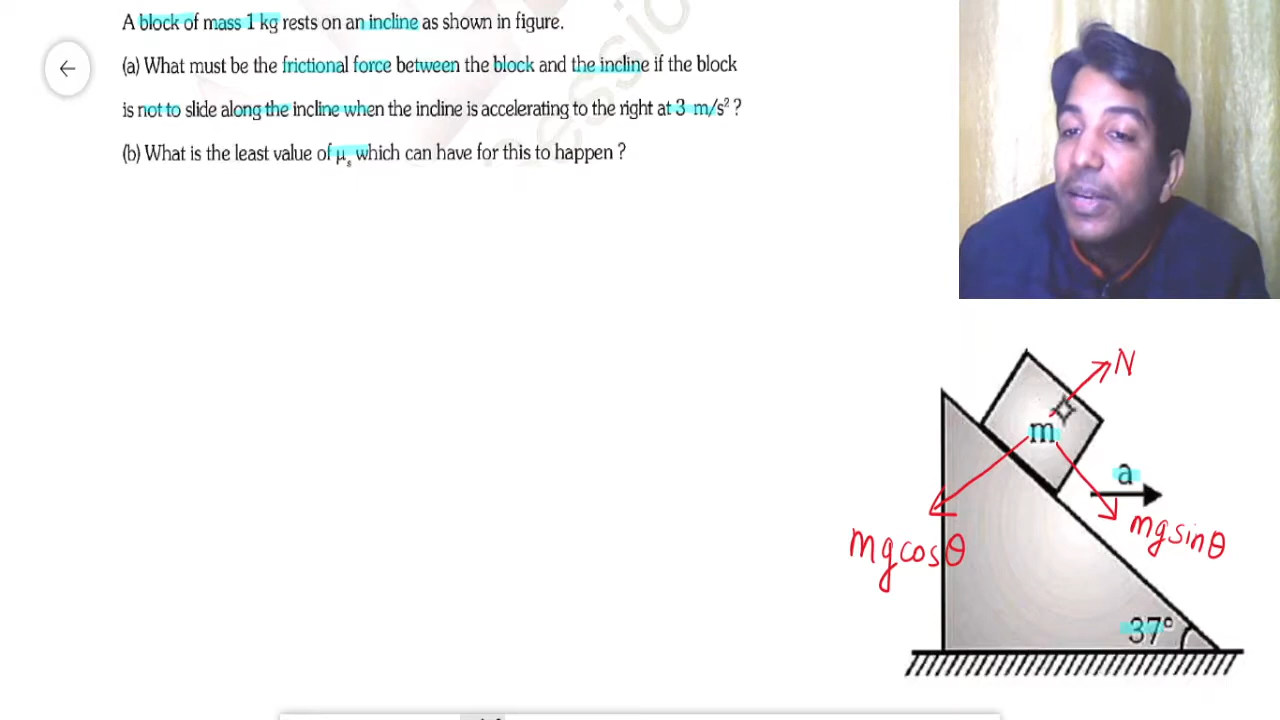 A block of mass 1 kg rests on an incline as shown in figure.
(a) What must be the frictional force between the block and the incline if the block
is not to slide along the incline when the incline is accelerating to the right at 3 m/s² ?
(b) What is the least value of μₛ which can have for this to happen ?
N
m
a
mg sinθ
mg cosθ
37°